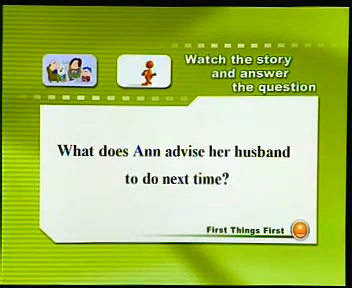 Watch the story
and answer
the question
What does Ann advise her husband
to do next time?
First Things First